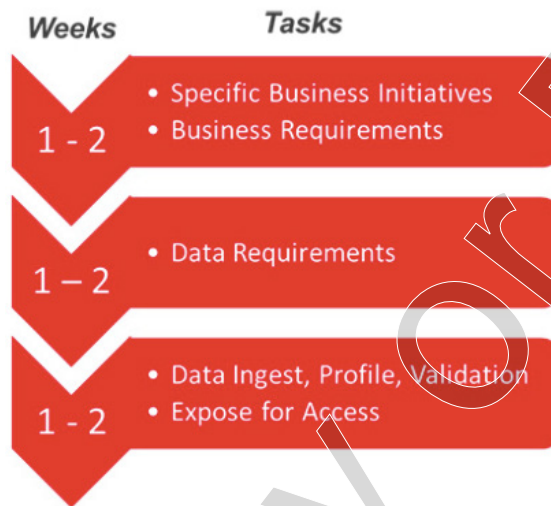 Weeks Tasks
1 - 2
• Specific Business Initiatives
• Business Requirements
1 – 2
• Data Requirements
1 - 2
• Data Ingest, Profile, Validation
• Expose for Access